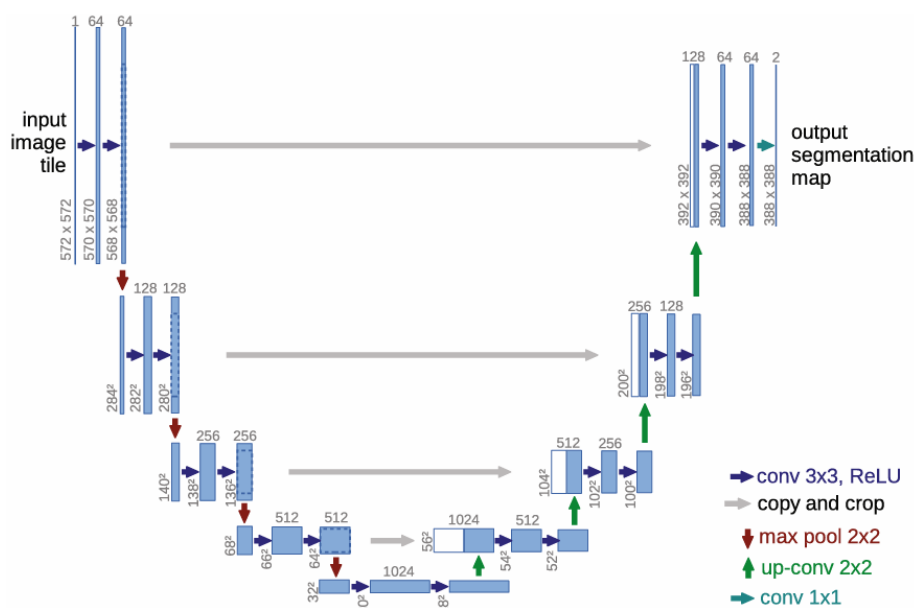 1 64 64
input
image
tile
572 x 572
570 x 570
568 x 568
128 64 64 2
output
segmentation
map
392 x 392
390 x 390
388 x 388
388 x 388
128 128
284²
282²
280²
256 128
200²
198²
196²
256 256
140²
138²
136²
512 256
104²
102²
100²
512 512
68²
66²
64²
1024 512
56²
54²
52²
1024
32²
0²
8²
conv 3x3, ReLU
copy and crop
max pool 2x2
up-conv 2x2
conv 1x1